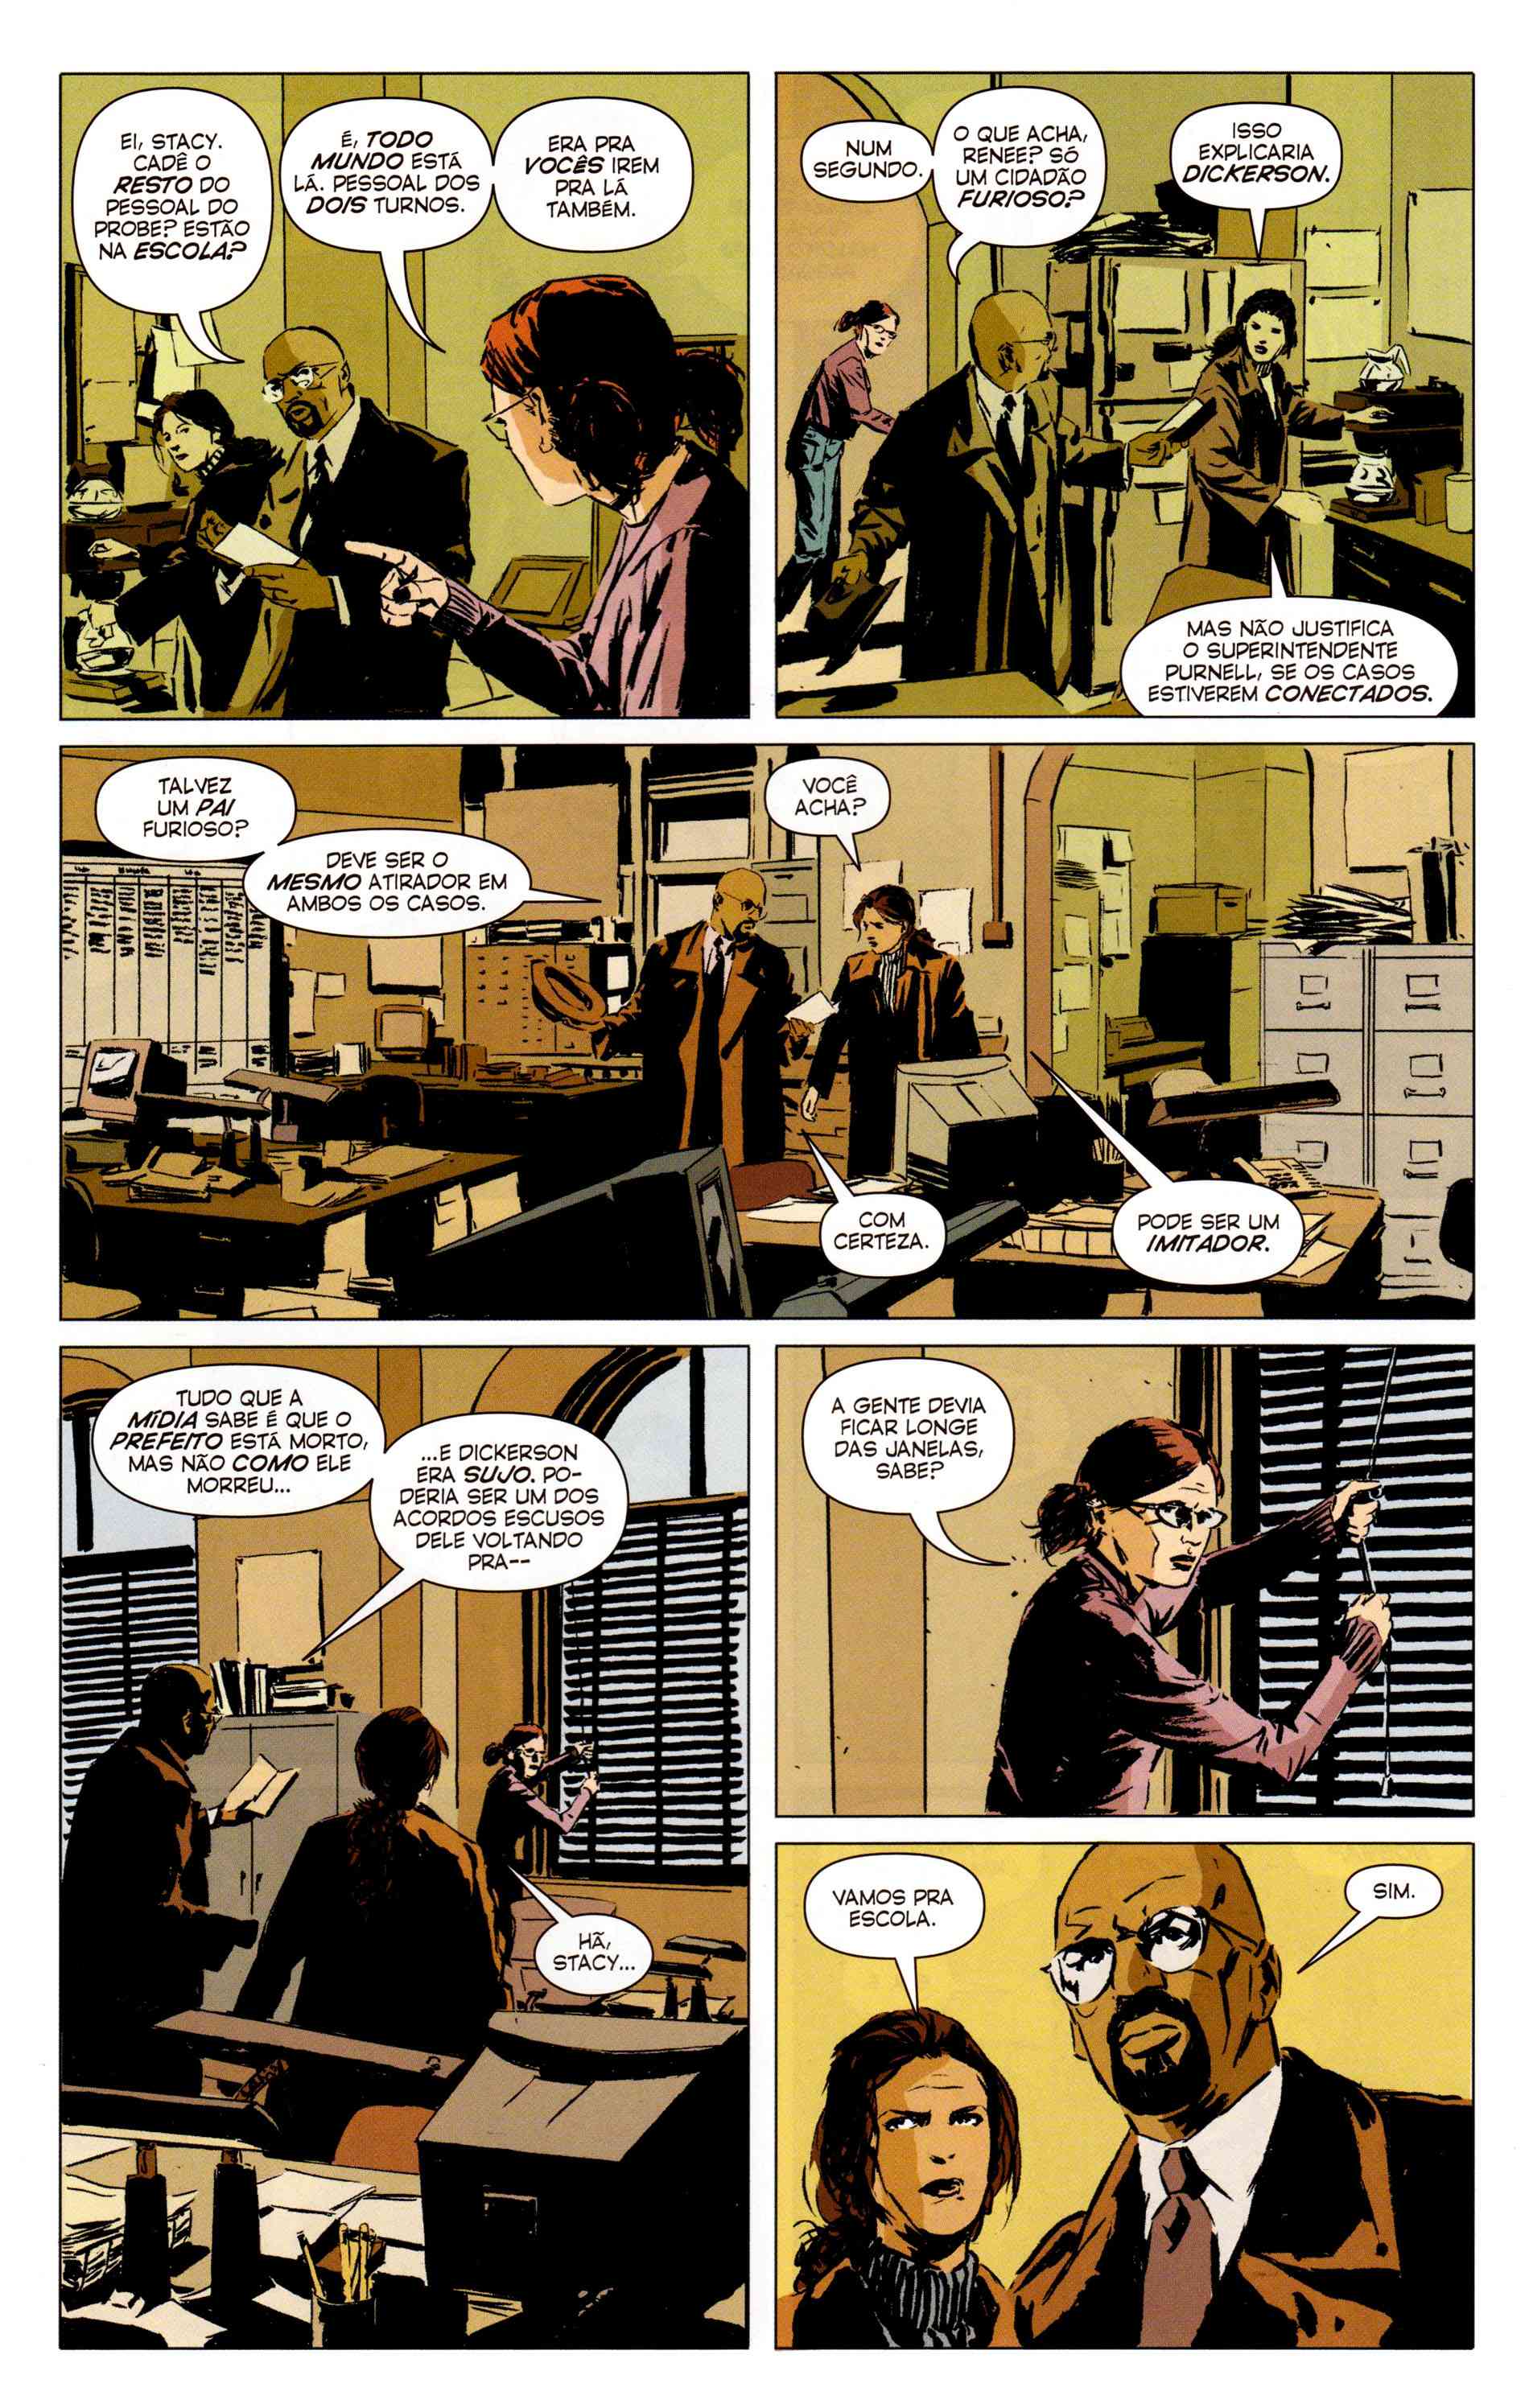 EI, STACY.
CADÊ O
RESTO DO
PESSOAL DO
PROBE? ESTÃO
NA ESCOLA?
É, TODO
MUNDO ESTÁ
LÁ. PESSOAL DOS
DOIS TURNOS.
ERA PRA
VOCÊS IREM
PRA LÁ
TAMBÉM.
NUM
SEGUNDO.
O QUE ACHA,
RENEE? SÓ
UM CIDADÃO
FURIOSO?
ISSO
EXPLICARIA
DICKERSON.
MAS NÃO JUSTIFICA
O SUPERINTENDENTE
PURNELL, SE OS CASOS
ESTIVEREM CONECTADOS.
TALVEZ
UM PAI
FURIOSO?
DEVE SER O
MESMO ATIRADOR EM
AMBOS OS CASOS.
VOCÊ
ACHA?
COM
CERTEZA.
PODE SER UM
IMITADOR.
TUDO QUE A
MÍDIA SABE É QUE O
PREFEITO ESTÁ MORTO,
MAS NÃO COMO ELE
MORREU...
...E DICKERSON
ERA SUJO. PO-
DERIA SER UM DOS
ACORDOS ESCUSOS
DELE VOLTANDO
PRA--
HÃ,
STACY...
A GENTE DEVIA
FICAR LONGE
DAS JANELAS,
SABE?
VAMOS PRA
ESCOLA.
SIM.